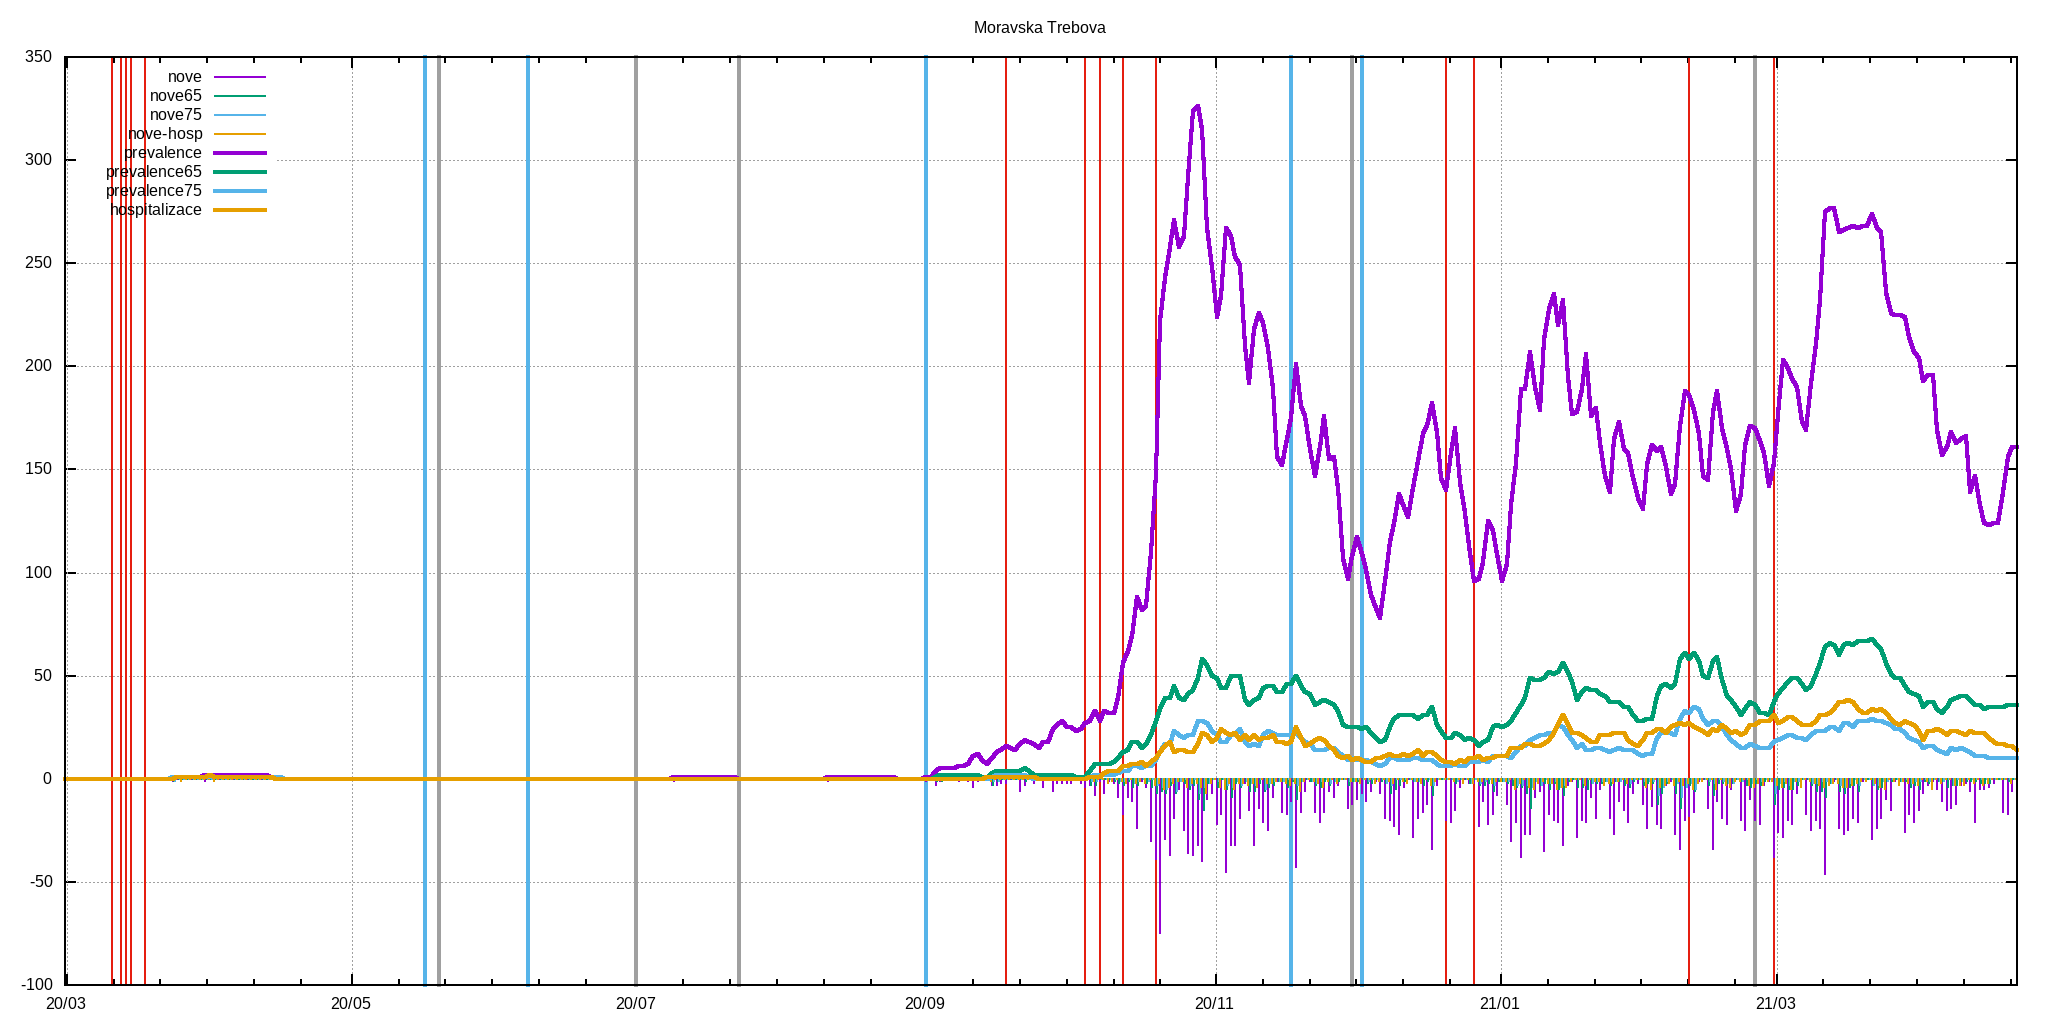 Moravska Trebova
350
300
250
200
150
100
50
0
-50
-100
nove
nove65
nove75
nove-hosp
prevalence
prevalence65
prevalence75
hospitalizace
20/03 20/05 20/07 20/09 20/11 21/01 21/03